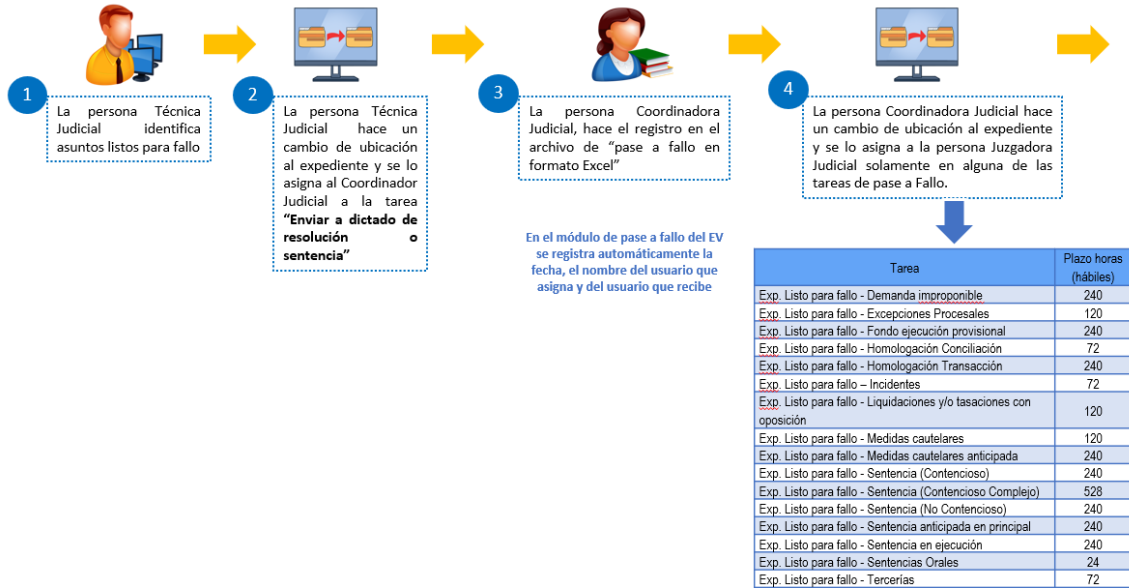 1
La persona Técnica
Judicial identifica
asuntos listos para fallo
2
La persona Técnica
Judicial hace un
cambio de ubicación
al expediente y se lo
asigna al Coordinador
Judicial a la tarea
“Enviar a dictado de
resolución o
sentencia”
3
La persona Coordinadora
Judicial, hace el registro en el
archivo de “pase a fallo en
formato Excel”
En el módulo de pase a fallo del EV
se registra automáticamente la
fecha, el nombre del usuario que
asigna y del usuario que recibe
4
La persona Coordinadora Judicial hace
un cambio de ubicación al expediente
y se lo asigna a la persona Juzgadora
Judicial solamente en alguna de las
tareas de pase a Fallo.
Tarea Plazo horas
(hábiles)
Exp. Listo para fallo - Demanda improponible 240
Exp. Listo para fallo - Excepciones Procesales 120
Exp. Listo para fallo - Fondo ejecución provisional 240
Exp. Listo para fallo - Homologación Conciliación 72
Exp. Listo para fallo - Homologación Transacción 240
Exp. Listo para fallo – Incidentes 72
Exp. Listo para fallo - Liquidaciones y/o tasaciones con
oposición 120
Exp. Listo para fallo - Medidas cautelares 120
Exp. Listo para fallo - Medidas cautelares anticipada 240
Exp. Listo para fallo - Sentencia (Contencioso) 240
Exp. Listo para fallo - Sentencia (Contencioso Complejo) 528
Exp. Listo para fallo - Sentencia (No Contencioso) 240
Exp. Listo para fallo - Sentencia anticipada en principal 240
Exp. Listo para fallo - Sentencia en ejecución 240
Exp. Listo para fallo - Sentencias Orales 24
Exp. Listo para fallo - Tercerías 72